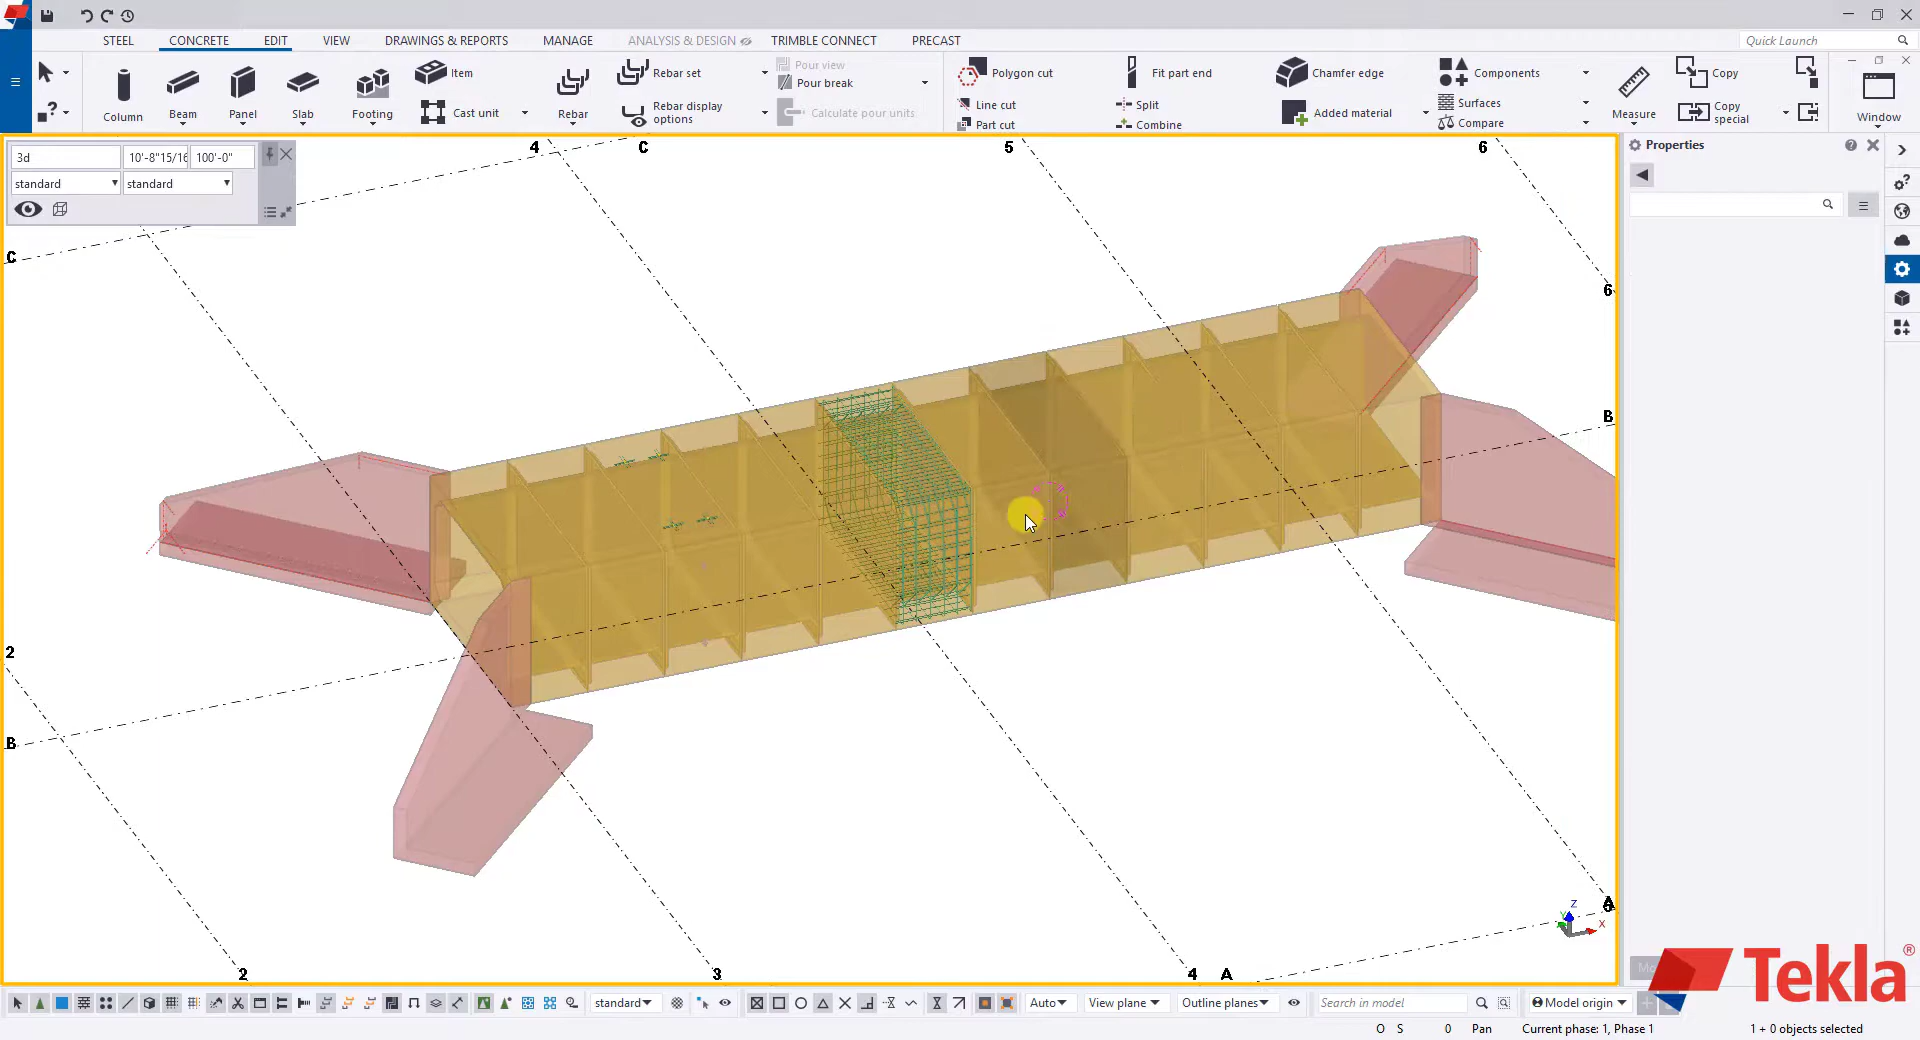 STEEL CONCRETE EDIT VIEW DRAWINGS & REPORTS MANAGE ANALYSIS & DESIGN TRIMBLE CONNECT PRECAST Quick Launch
Column Beam Panel Slab Footing
Item
Cast unit
Rebar
Rebar set
Rebar display
options
Pour view
Pour break
Calculate pour units
Polygon cut
Line cut
Part cut
Fit part end
Split
Combine
Chamfer edge
Added material
Components
Surfaces
Compare
Measure
Copy
Copy
special
Window
3d 10'-8"15/16 100'-0"
standard standard
Properties
4 C 5 6
C
6
B
2
B
A
2 3 4 A
Z
Y
X
Tekla®
standard Auto View plane Outline planes Search in model Model origin
O S 0 Pan Current phase: 1, Phase 1 1 + 0 objects selected